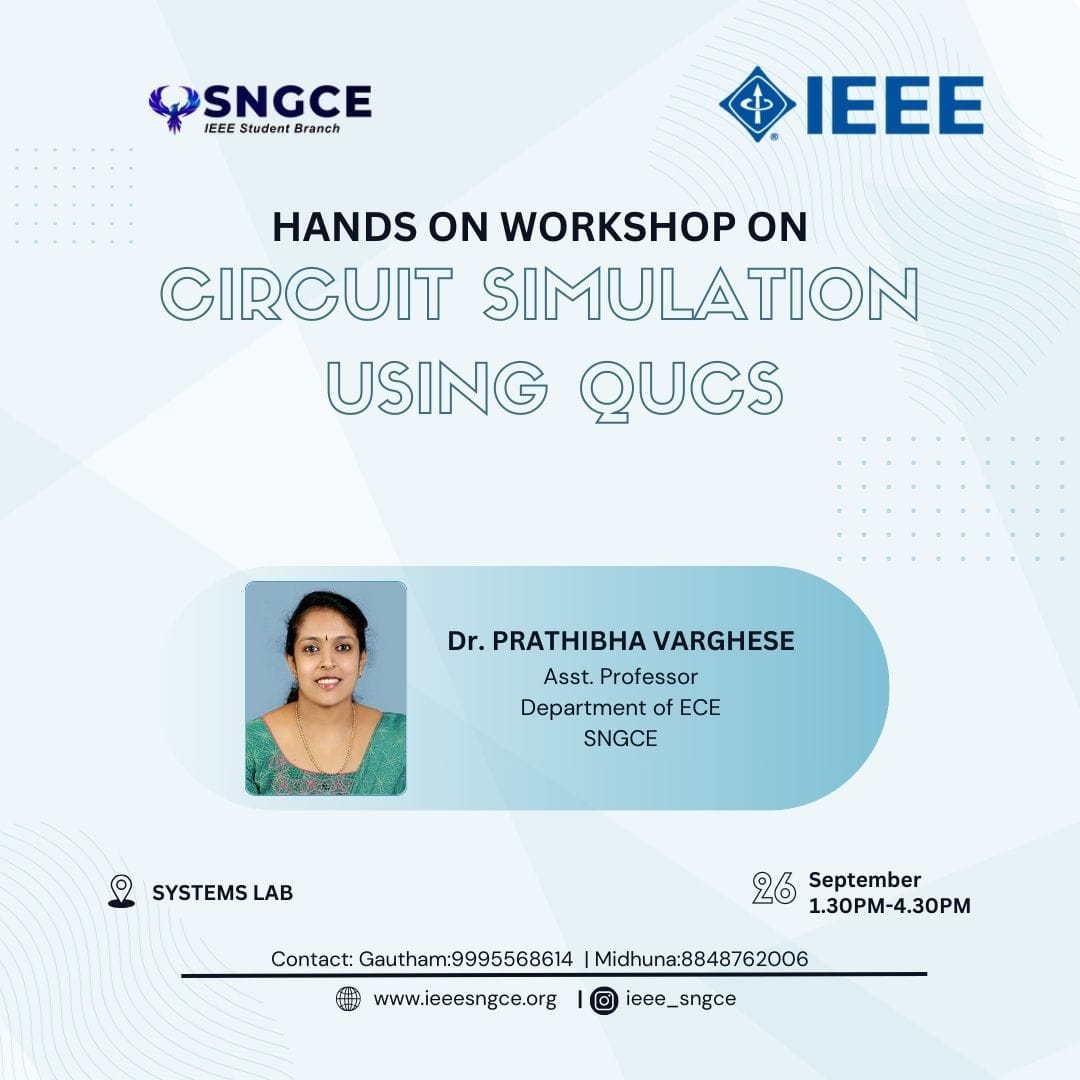 SNGCE
IEEE Student Branch
IEEE
HANDS ON WORKSHOP ON
CIRCUIT SIMULATION
USING QUCS
Dr. PRATHIBHA VARGHESE
Asst. Professor
Department of ECE
SNGCE
SYSTEMS LAB
26 September
1.30PM-4.30PM
Contact: Gautham:9995568614 | Midhuna:8848762006
www.ieeesngce.org | ieee_sngce